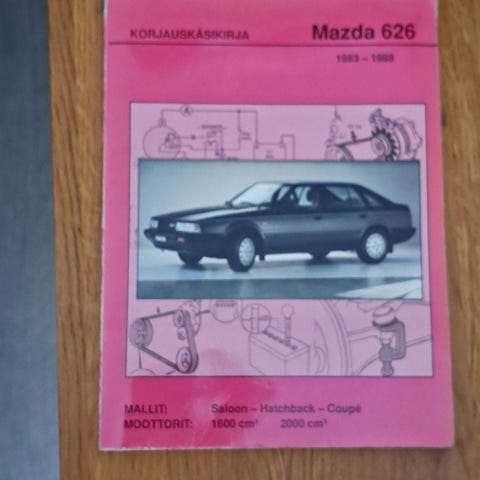 KORJAUSKÄSIKIRJA Mazda 626
1983 – 1988
MALLIT: Saloon – Hatchback – Coupé
MOOTTORIT: 1600 cm³ 2000 cm³